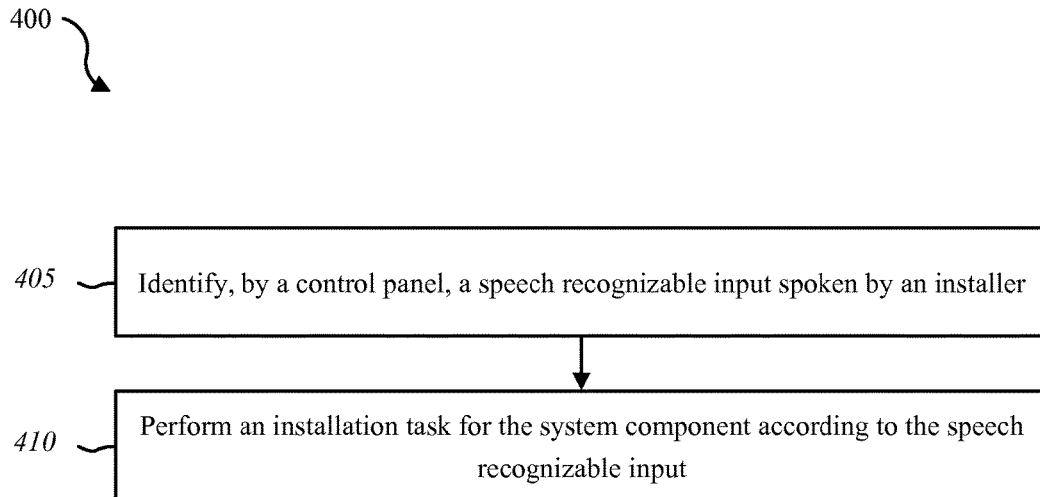 400
405
Identify, by a control panel, a speech recognizable input spoken by an installer
410
Perform an installation task for the system component according to the speech
recognizable input